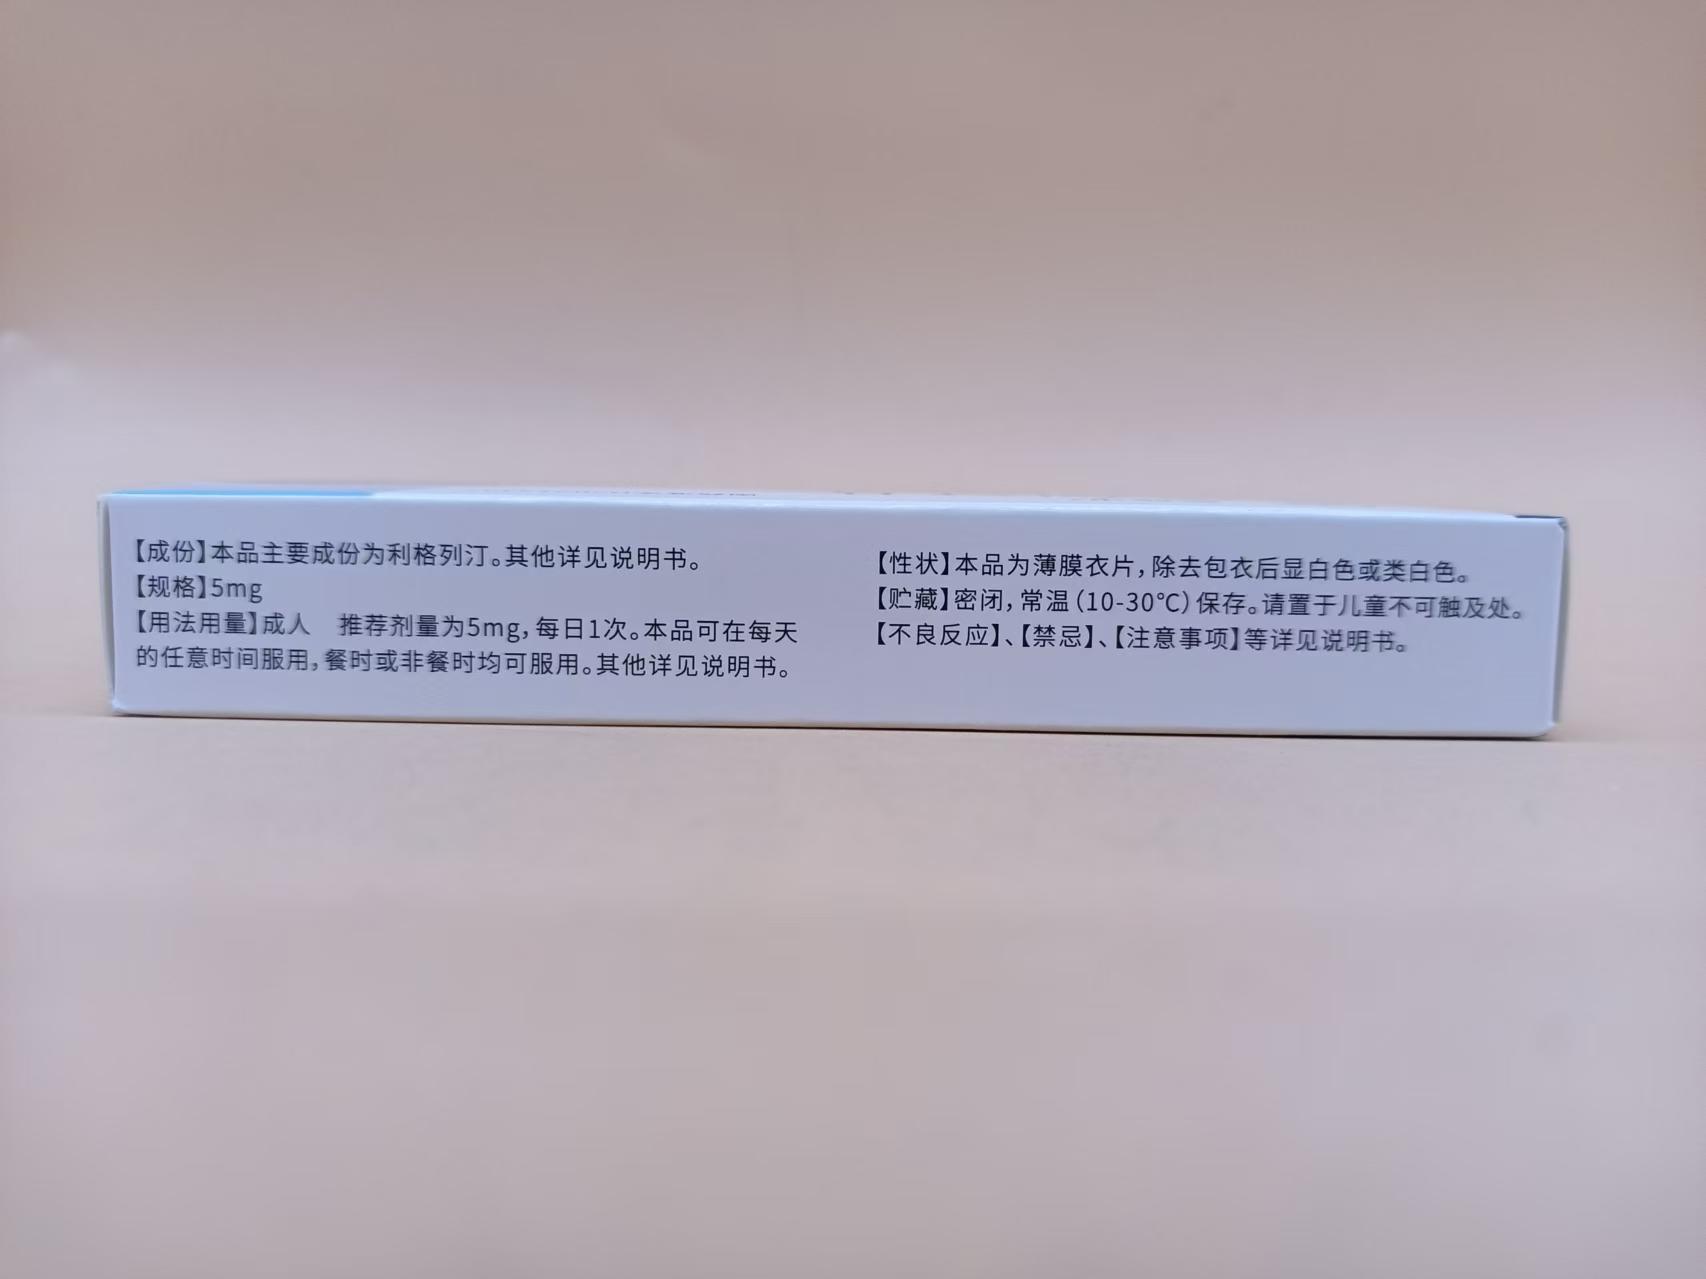 【成份】本品主要成份为利格列汀。其他详见说明书。
【规格】5mg
【用法用量】成人　推荐剂量为5mg，每日1次。本品可在每天
的任意时间服用，餐时或非餐时均可服用。其他详见说明书。
【性状】本品为薄膜衣片，除去包衣后显白色或类白色。
【贮藏】密闭，常温（10-30℃）保存。请置于儿童不可触及处。
【不良反应】、【禁忌】、【注意事项】等详见说明书。